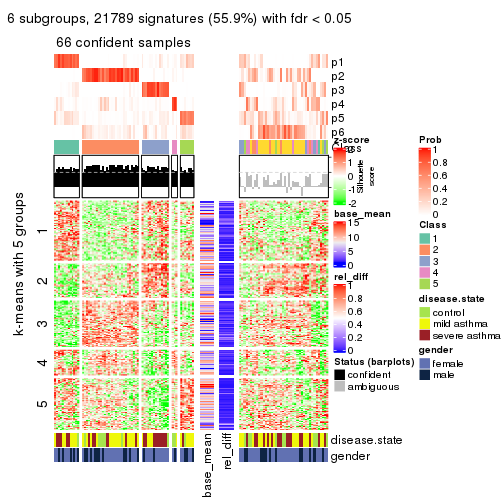 6 subgroups, 21789 signatures (55.9%) with fdr < 0.05
66 confident samples
p1
p2
p3
p4
p5
p6
Class
z-score
2
1
0
-1
-2
Silhouette
score
base_mean
15
10
5
0
rel_diff
1
0.8
0.6
0.4
0.2
0
Status (barplots)
confident
ambiguous
Prob
1
0.8
0.6
0.4
0.2
0
Class
1
2
3
4
5
disease.state
control
mild asthma
severe asthma
gender
female
male
k-means with 5 groups
1
2
3
4
5
disease.state
gender
base_mean
rel_diff